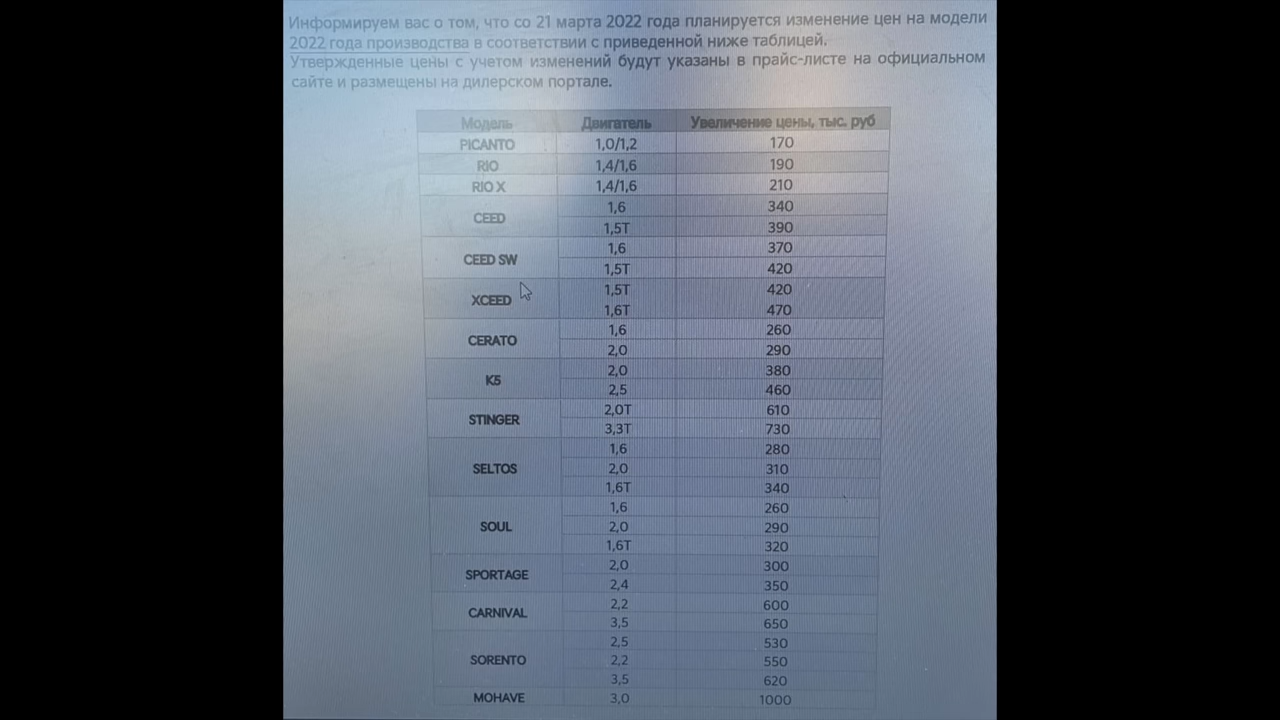 Информируем вас о том, что со 21 марта 2022 года планируется изменение цен на модели
2022 года производства в соответствии с приведенной ниже таблицей.
Утвержденные цены с учетом изменений будут указаны в прайс-листе на официальном
сайте и размещены на дилерском портале.
Модель Двигатель Увеличение цены, тыс. руб
PICANTO 1,0/1,2 170
RIO 1,4/1,6 190
RIO X 1,4/1,6 210
CEED 1,6 340
1,5T 390
CEED SW 1,6 370
1,5T 420
XCEED 1,5T 420
1,6T 470
CERATO 1,6 260
2,0 290
K5 2,0 380
2,5 460
STINGER 2,0T 610
3,3T 730
SELTOS 1,6 280
2,0 310
1,6T 340
SOUL 1,6 260
2,0 290
1,6T 320
SPORTAGE 2,0 300
2,4 350
CARNIVAL 2,2 600
3,5 650
SORENTO 2,5 530
2,2 550
3,5 620
MOHAVE 3,0 1000